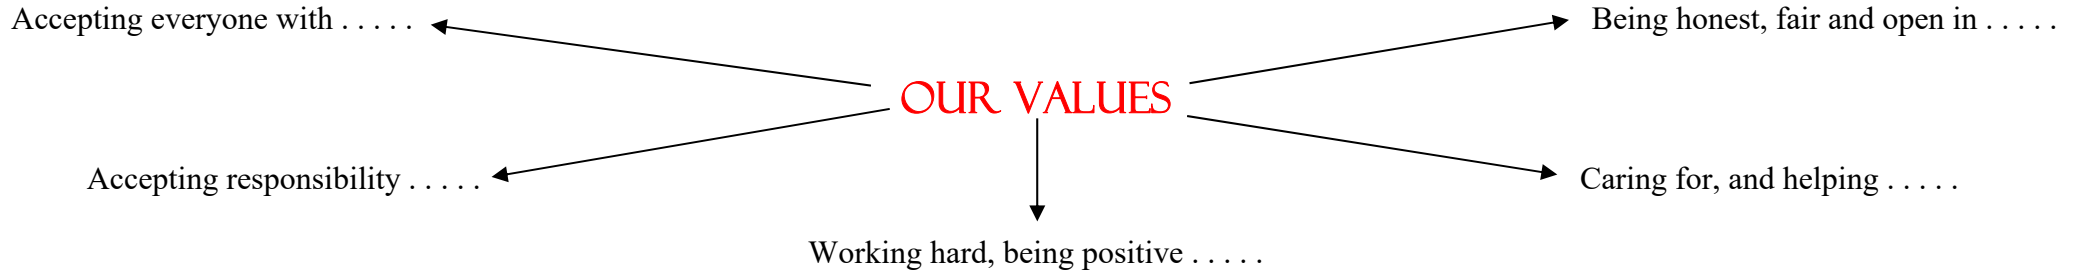 Accepting everyone with . . . . .
Being honest, fair and open in . . . . .
OUR VALUES
Accepting responsibility . . . . .
Caring for, and helping . . . . .
Working hard, being positive . . . . .